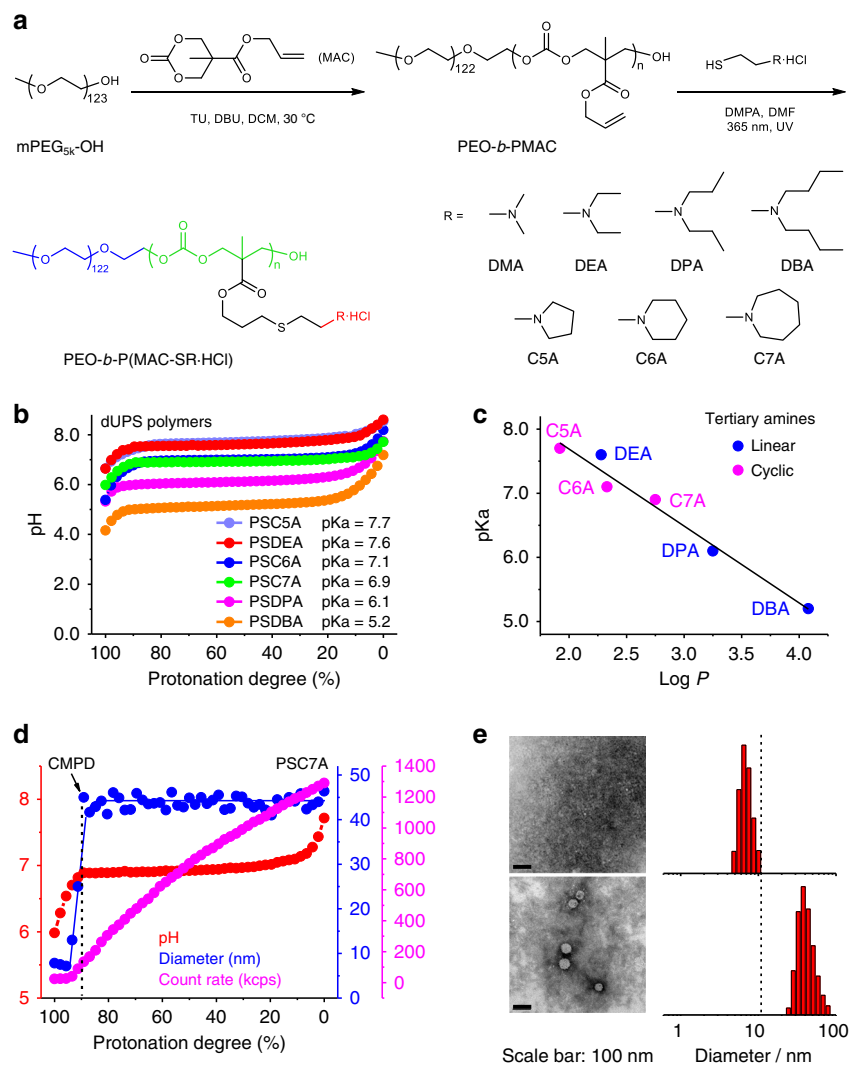 a
O
O
O
O
O
(MAC)
O
OH
123
TU, DBU, DCM, 30 °C
mPEG5k-OH
O
122
O
O
O
O
n
OH
O
O
PEO-b-PMAC
HS
R·HCl
DMPA, DMF
365 nm, UV
R =
N
DMA
N
DEA
N
DPA
N
DBA
N
C5A
N
C6A
N
C7A
O
122
O
O
O
O
n
OH
O
O
S
R·HCl
PEO-b-P(MAC-SR·HCl)
b
dUPS polymers
8.0
6.0
4.0
2.0
0.0
pH
PSC5A pKa = 7.7
PSDEA pKa = 7.6
PSC6A pKa = 7.1
PSC7A pKa = 6.9
PSDPA pKa = 6.1
PSDBA pKa = 5.2
100 80 60 40 20 0
Protonation degree (%)
c
Tertiary amines
Linear
Cyclic
8.0
7.0
6.0
5.0
pKa
C5A
DEA
C6A
C7A
DPA
DBA
2.0 2.5 3.0 3.5 4.0
Log P
d
CMPD
PSC7A
8
7
6
5
50
40
30
20
10
0
1400
1200
1000
800
600
400
200
0
pH
Diameter (nm)
Count rate (kcps)
100 80 60 40 20 0
Protonation degree (%)
e
Scale bar: 100 nm
1 10 100
Diameter / nm